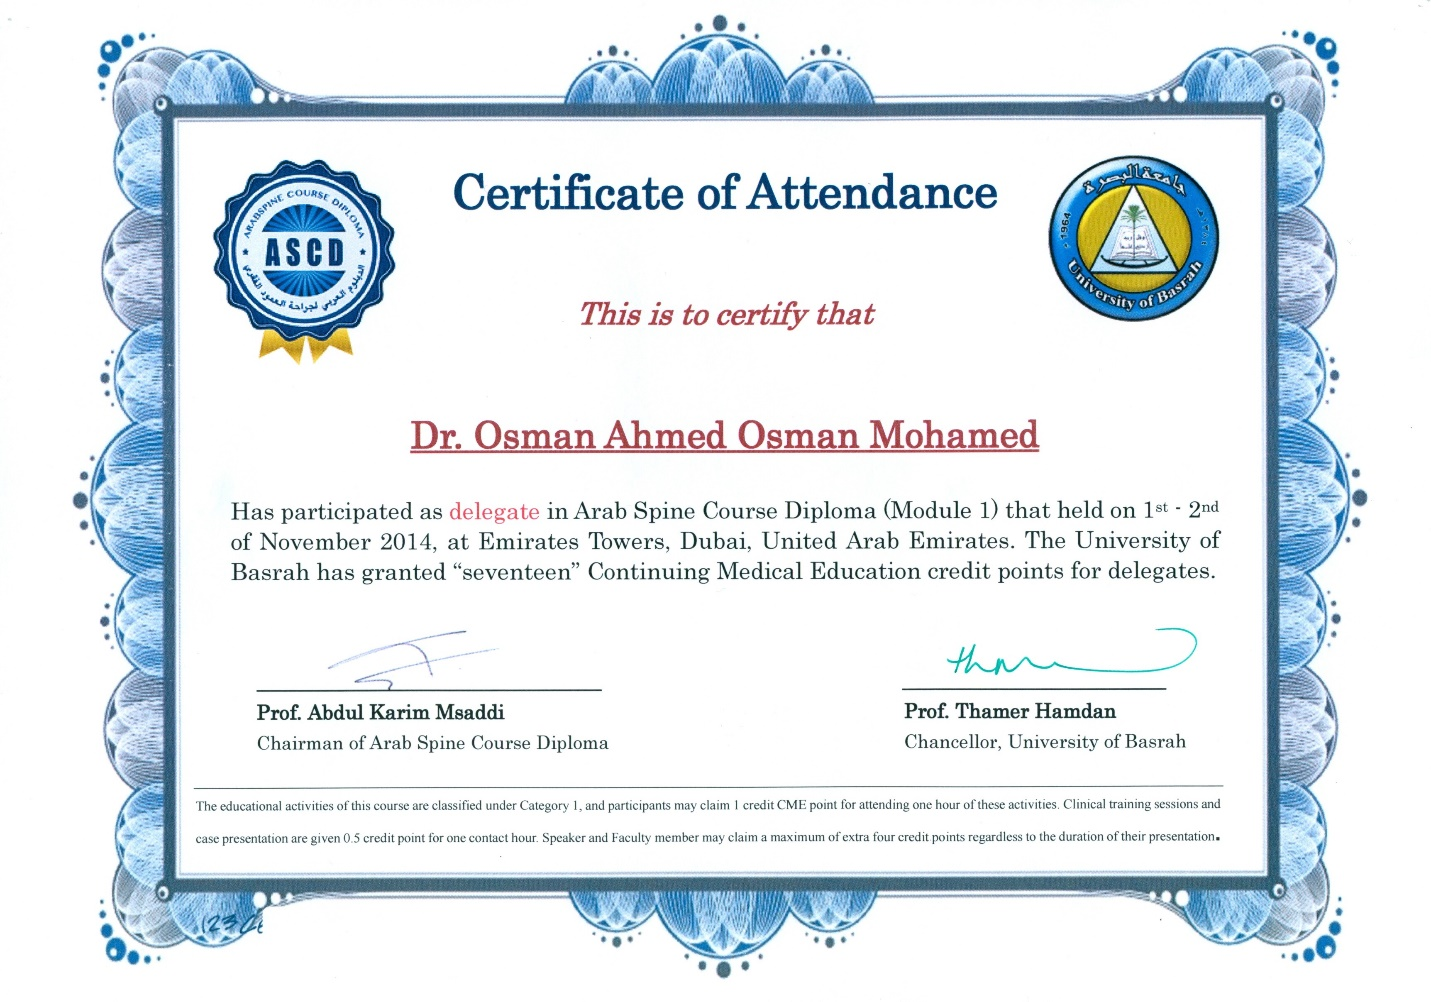 Certificate of Attendance
ARABSPINE COURSE DIPLOMA
ASCD
الدبلوم العربي لجراحة العمود الفقري
جامعة البصرة
1964
University of Basrah
This is to certify that
Dr. Osman Ahmed Osman Mohamed
Has participated as delegate in Arab Spine Course Diploma (Module 1) that held on 1st - 2nd
of November 2014, at Emirates Towers, Dubai, United Arab Emirates. The University of
Basrah has granted “seventeen” Continuing Medical Education credit points for delegates.
Prof. Abdul Karim Msaddi
Chairman of Arab Spine Course Diploma
Prof. Thamer Hamdan
Chancellor, University of Basrah
The educational activities of this course are classified under Category 1, and participants may claim 1 credit CME point for attending one hour of these activities. Clinical training sessions and
case presentation are given 0.5 credit point for one contact hour. Speaker and Faculty member may claim a maximum of extra four credit points regardless to the duration of their presentation.